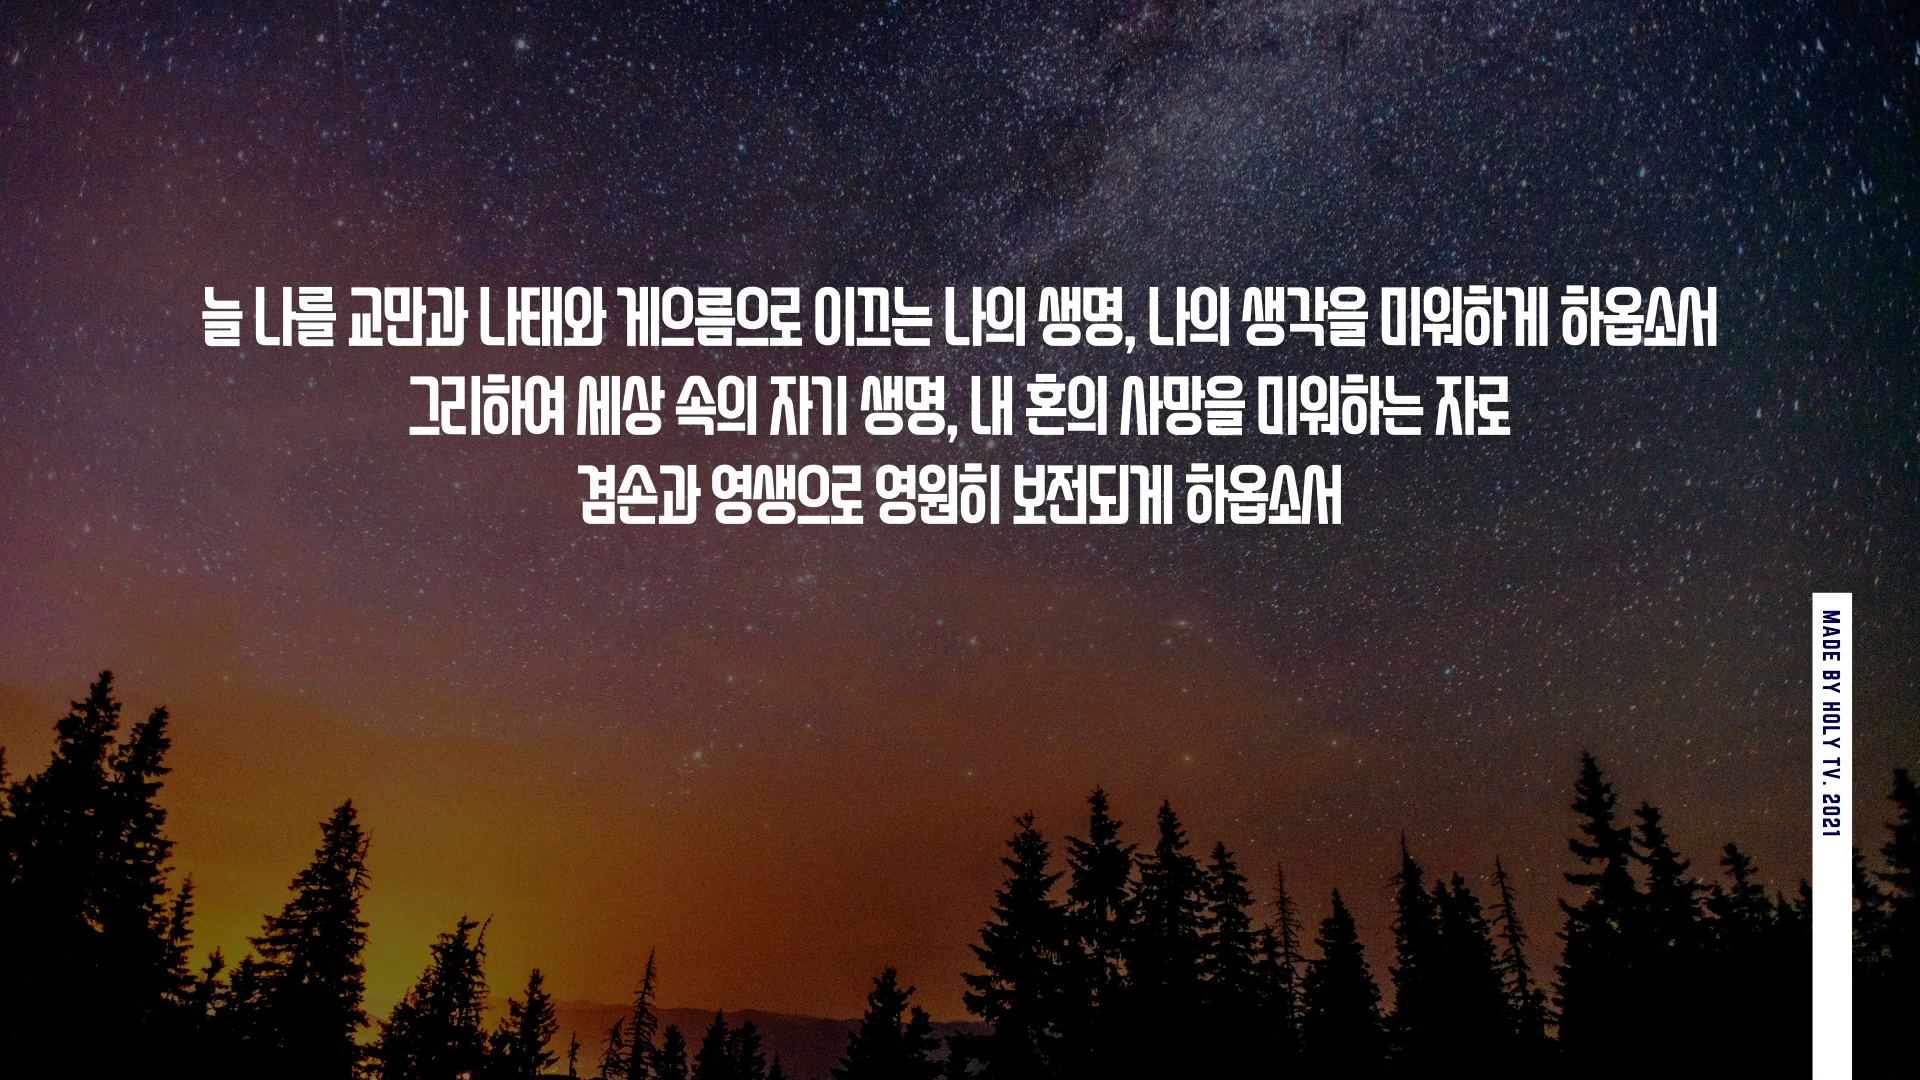 늘 나를 교만과 나태와 게으름으로 이끄는 나의 생명, 나의 생각을 미워하게 하옵소서
그리하여 세상 속의 자기 생명, 내 혼의 사망을 미워하는 자로
겸손과 영생으로 영원히 보전되게 하옵소서
MADE BY HOLY TV. 2021